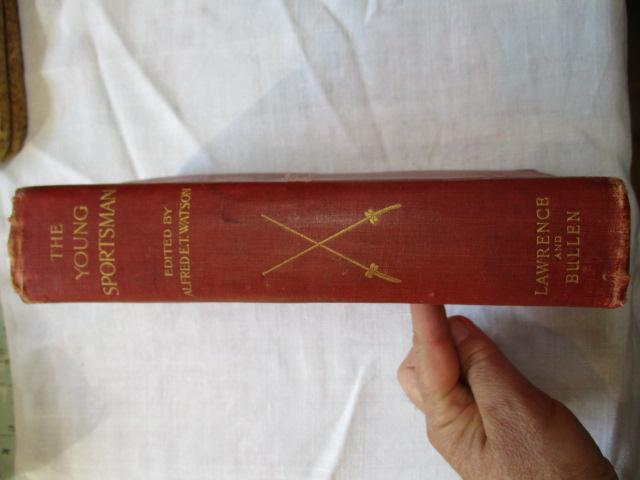 THE
YOUNG
SPORTSMAN
EDITED BY
ALFRED E.T. WATSON
LAWRENCE
AND
BULLEN